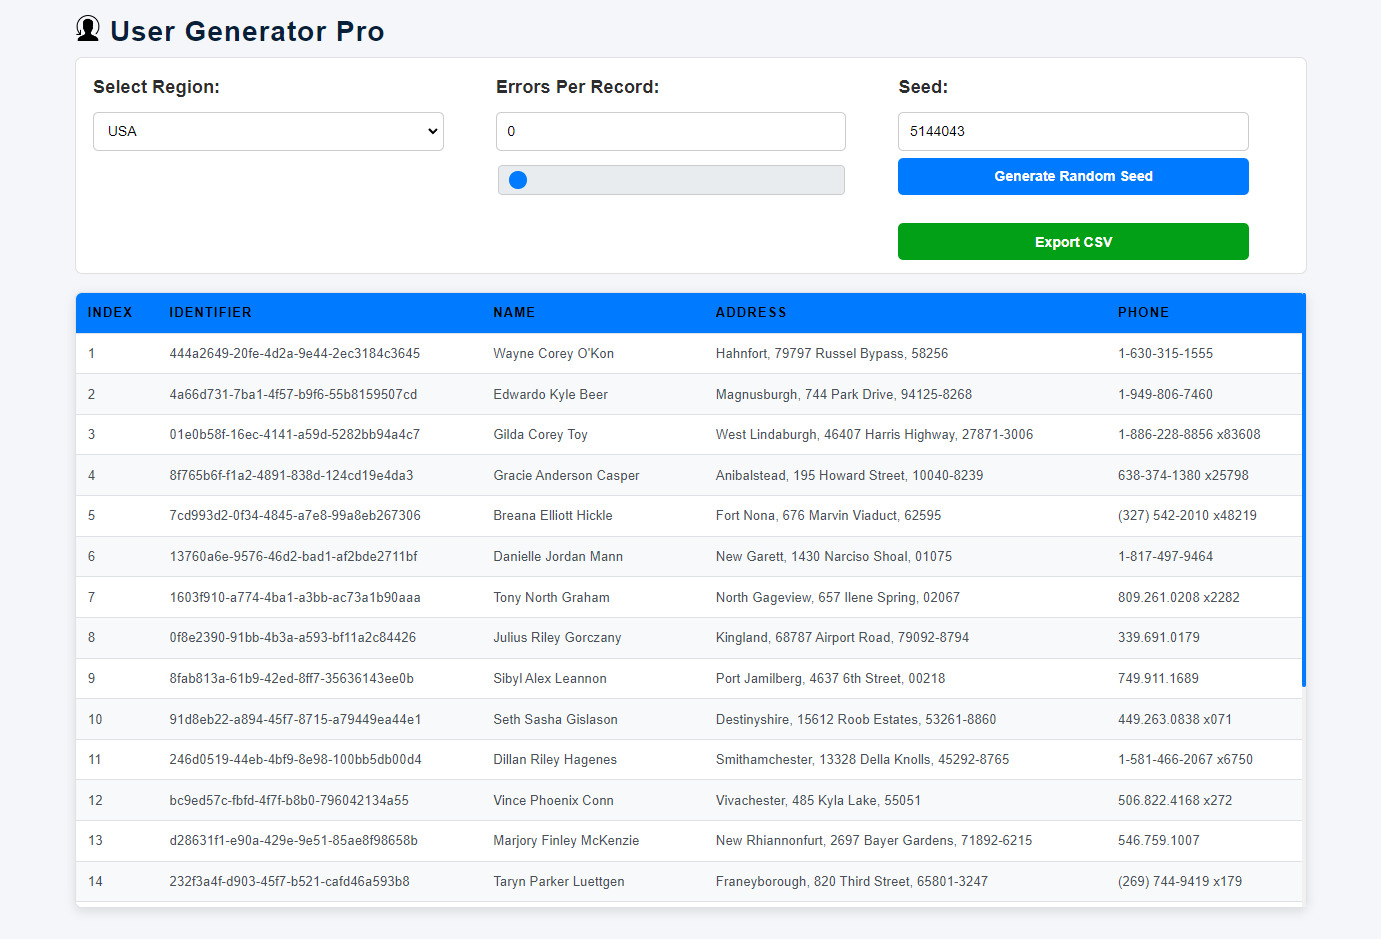 User Generator Pro
Select Region: Errors Per Record: Seed:
USA 0 5144043
Generate Random Seed
Export CSV
INDEX IDENTIFIER NAME ADDRESS PHONE
1 444a2649-20fe-4d2a-9e44-2ec3184c3645 Wayne Corey O'Kon Hahnfort, 79797 Russel Bypass, 58256 1-630-315-1555
2 4a66d731-7ba1-4f57-b9f6-55b8159507cd Edwardo Kyle Beer Magnusburgh, 744 Park Drive, 94125-8268 1-949-806-7460
3 01e0b58f-16ec-4141-a59d-5282bb94a4c7 Gilda Corey Toy West Lindaburgh, 46407 Harris Highway, 27871-3006 1-886-228-8856 x83608
4 8f765b6f-f1a2-4891-838d-124cd19e4da3 Gracie Anderson Casper Anibalstead, 195 Howard Street, 10040-8239 638-374-1380 x25798
5 7cd993d2-0f34-4845-a7e8-99a8eb267306 Breana Elliott Hickle Fort Nona, 676 Marvin Viaduct, 62595 (327) 542-2010 x48219
6 13760a6e-9576-46d2-bad1-af2bde2711bf Danielle Jordan Mann New Garett, 1430 Narciso Shoal, 01075 1-817-497-9464
7 1603f910-a774-4ba1-a3bb-ac73a1b90aaa Tony North Graham North Gageview, 657 Ilene Spring, 02067 809.261.0208 x2282
8 0f8e2390-91bb-4b3a-a593-bf11a2c84426 Julius Riley Gorczany Kingland, 68787 Airport Road, 79092-8794 339.691.0179
9 8fab813a-61b9-42ed-8ff7-35636143ee0b Sibyl Alex Leannon Port Jamilberg, 4637 6th Street, 00218 749.911.1689
10 91d8eb22-a894-45f7-8715-a79449ea44e1 Seth Sasha Gislason Destinyshire, 15612 Roob Estates, 53261-8860 449.263.0838 x071
11 246d0519-44eb-4bf9-8e98-100bb5db00d4 Dillan Riley Hagenes Smithamchester, 13328 Della Knolls, 45292-8765 1-581-466-2067 x6750
12 bc9ed57c-fbfd-4f7f-b8b0-796042134a55 Vince Phoenix Conn Vivachester, 485 Kyla Lake, 55051 506.822.4168 x272
13 d28631f1-e90a-429e-9e51-85ae8f98658b Marjory Finley McKenzie New Rhiannonfurt, 2697 Bayer Gardens, 71892-6215 546.759.1007
14 232f3a4f-d903-45f7-b521-cafd46a593b8 Taryn Parker Luettgen Franeyborough, 820 Third Street, 65801-3247 (269) 744-9419 x179